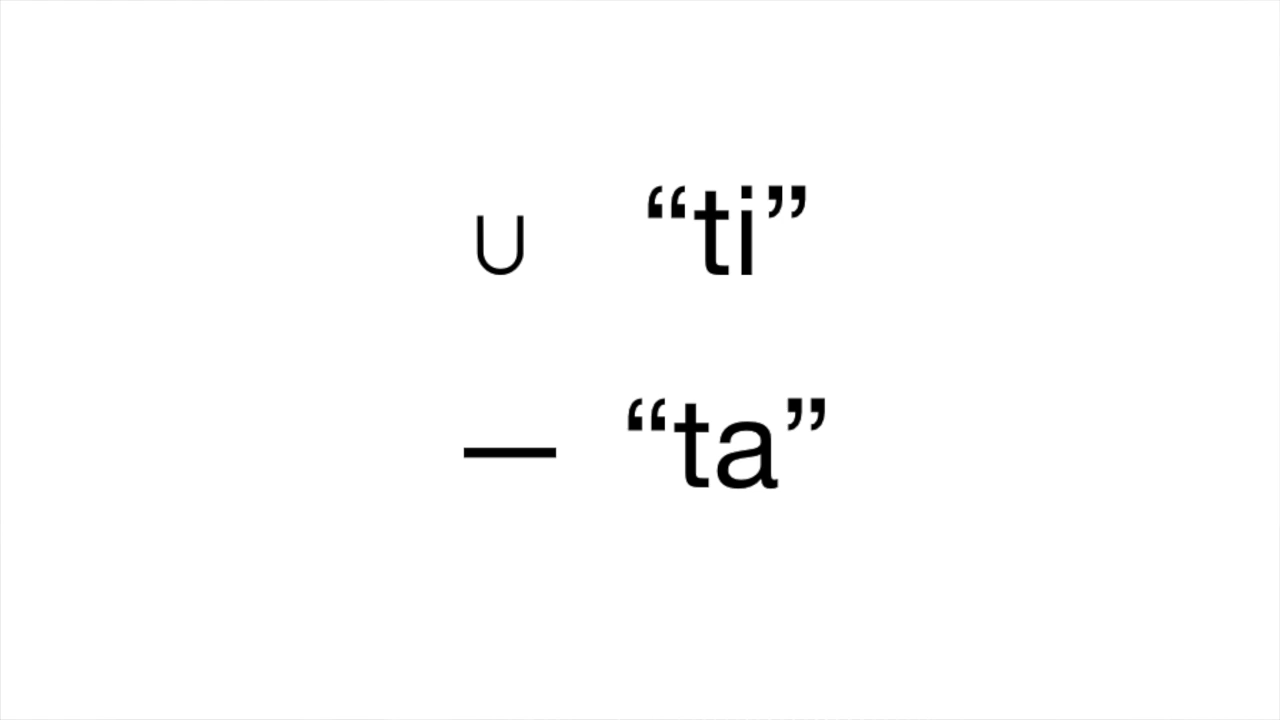 ∪ “ti”
— “ta”